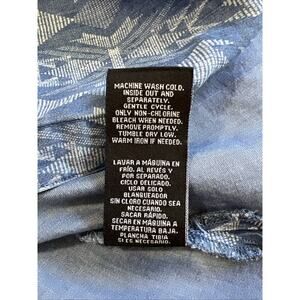 MACHINE WASH COLD.
INSIDE OUT AND
SEPARATELY.
GENTLE CYCLE.
ONLY NON-CHLORINE
BLEACH WHEN NEEDED.
REMOVE PROMPTLY.
TUMBLE DRY LOW.
WARM IRON IF NEEDED.
LAVAR A MÁQUINA EN
FRÍO. AL REVÉS Y
POR SEPARADO.
CICLO DELICADO.
USAR SOLO
BLANQUEADOR
SIN CLORO CUANDO SEA
NECESARIO.
SACAR RÁPIDO.
SECAR EN MÁQUINA A
TEMPERATURA BAJA.
PLANCHA TIBIA
SI ES NECESARIO.